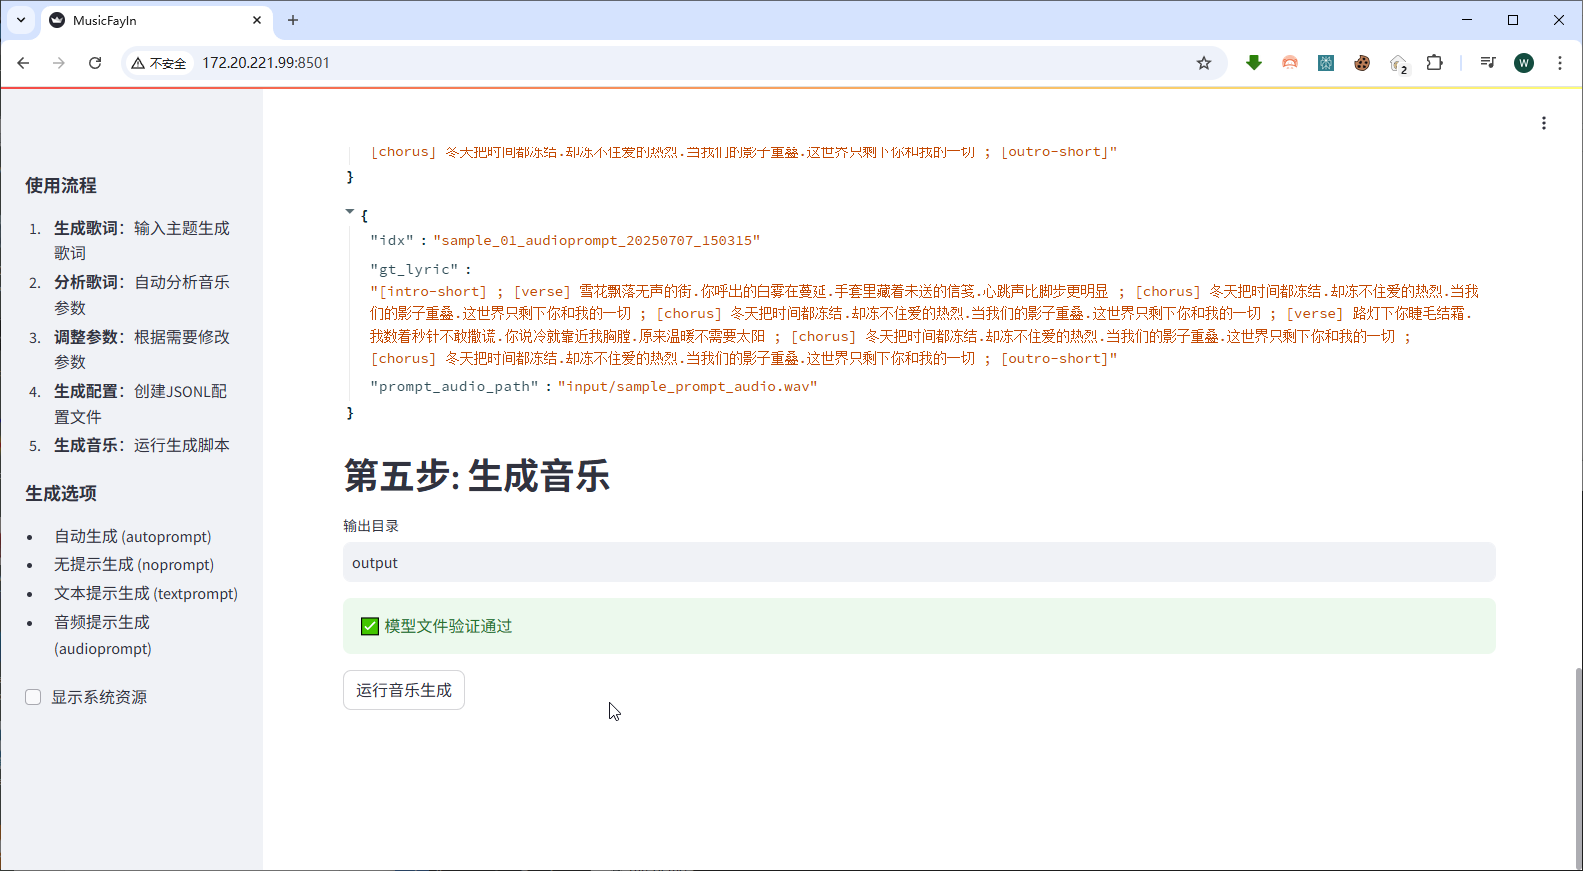 MusicFayIn
不安全
172.20.221.99:8501
2
W
使用流程
1. 生成歌词：输入主题生成
歌词
2. 分析歌词：自动分析音乐
参数
3. 调整参数：根据需要修改
参数
4. 生成配置：创建JSONL配
置文件
5. 生成音乐：运行生成脚本
生成选项
• 自动生成 (autoprompt)
• 无提示生成 (noprompt)
• 文本提示生成 (textprompt)
• 音频提示生成
(audioprompt)
显示系统资源
[chorus] 冬天把时间都冻结.却冻不住爱的热烈.当我们的影子重叠.这世界只剩下你和我的一切 ; [outro-short]"
}
{
"idx" : "sample_01_audioprompt_20250707_150315"
"gt_lyric" :
"[intro-short] ; [verse] 雪花飘落无声的街.你呼出的白雾在蔓延.手套里藏着未送的信笺.心跳声比脚步更明显 ; [chorus] 冬天把时间都冻结.却冻不住爱的热烈.当我
们的影子重叠.这世界只剩下你和我的一切 ; [chorus] 冬天把时间都冻结.却冻不住爱的热烈.当我们的影子重叠.这世界只剩下你和我的一切 ; [verse] 路灯下你睫毛结霜.
我数着秒针不敢撒谎.你说冷就靠近我胸膛.原来温暖不需要太阳 ; [chorus] 冬天把时间都冻结.却冻不住爱的热烈.当我们的影子重叠.这世界只剩下你和我的一切 ;
[chorus] 冬天把时间都冻结.却冻不住爱的热烈.当我们的影子重叠.这世界只剩下你和我的一切 ; [outro-short]"
"prompt_audio_path" : "input/sample_prompt_audio.wav"
}
第五步: 生成音乐
输出目录
output
✅ 模型文件验证通过
运行音乐生成